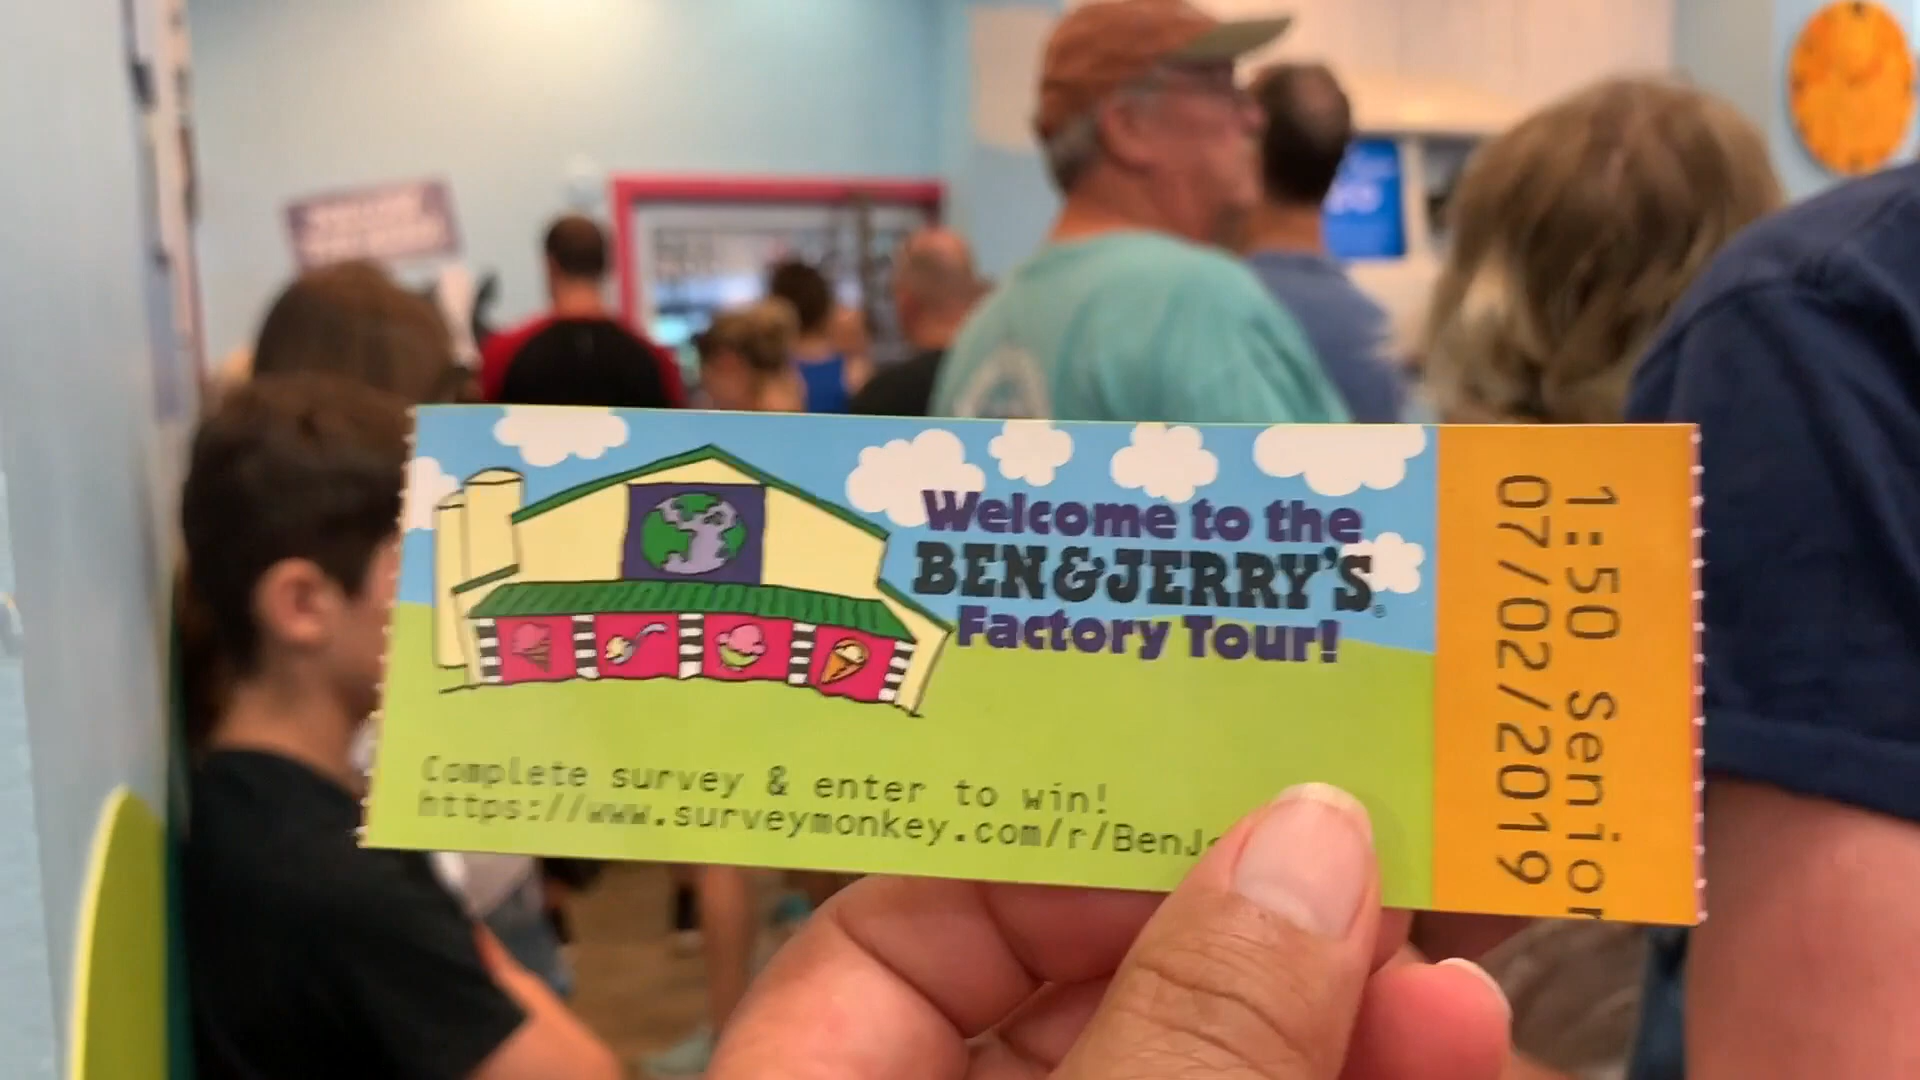 Welcome to the
BEN&JERRY'S®
Factory Tour!
Complete survey & enter to win!
https://www.surveymonkey.com/r/BenJ
1:50 Senior
07/02/2019